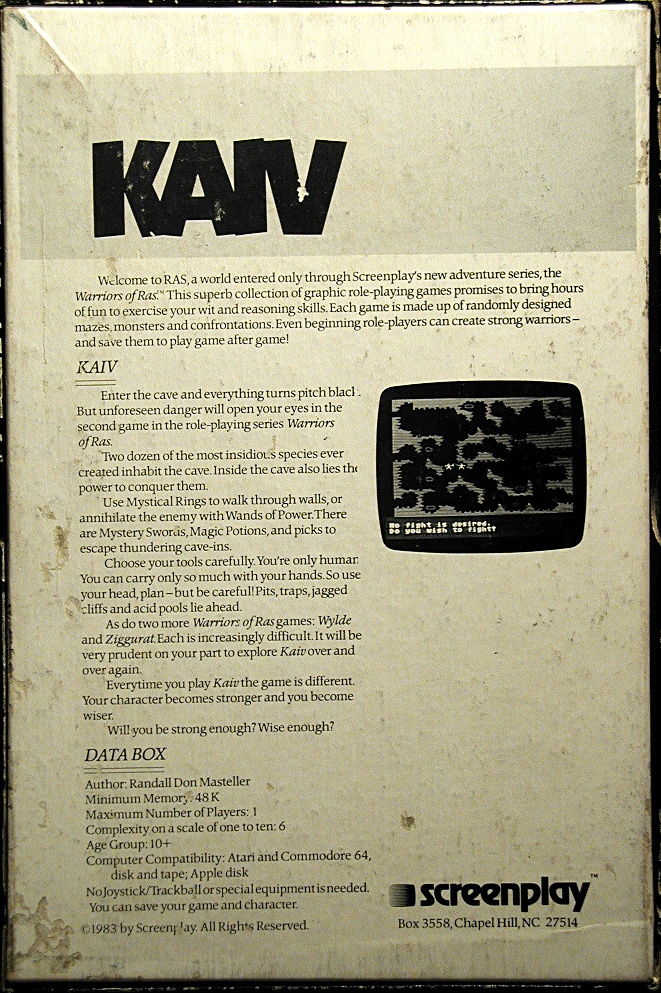 KAIV
Welcome to RAS, a world entered only through Screenplay's new adventure series, the
Warriors of Ras.™ This superb collection of graphic role-playing games promises to bring hours
of fun to exercise your wit and reasoning skills. Each game is made up of randomly designed
mazes, monsters and confrontations. Even beginning role-players can create strong warriors—
and save them to play game after game!
KAIV
Enter the cave and everything turns pitch black.
But unforeseen danger will open your eyes in the
second game in the role-playing series Warriors
of Ras.
Two dozen of the most insidious species ever
created inhabit the cave. Inside the cave also lies the
power to conquer them.
Use Mystical Rings to walk through walls, or
annihilate the enemy with Wands of Power. There
are Mystery Swords, Magic Potions, and picks to
escape thundering cave-ins.
Choose your tools carefully. You're only human.
You can carry only so much with your hands. So use
your head, plan—but be careful! Pits, traps, jagged
cliffs and acid pools lie ahead.
As do two more Warriors of Ras games: Wylde
and Ziggurat. Each is increasingly difficult. It will be
very prudent on your part to explore Kaiv over and
over again.
Everytime you play Kaiv the game is different.
Your character becomes stronger and you become
wiser.
Will you be strong enough? Wise enough?
No fight is desired.
Do you wish to fight?
DATA BOX
Author: Randall Don Masteller
Minimum Memory: 48 K
Maximum Number of Players: 1
Complexity on a scale of one to ten: 6
Age Group: 10+
Computer Compatibility: Atari and Commodore 64,
disk and tape; Apple disk
No Joystick/Trackball or special equipment is needed.
You can save your game and character.
©1983 by Screenplay. All Rights Reserved.
screenplay™
Box 3558, Chapel Hill, NC 27514